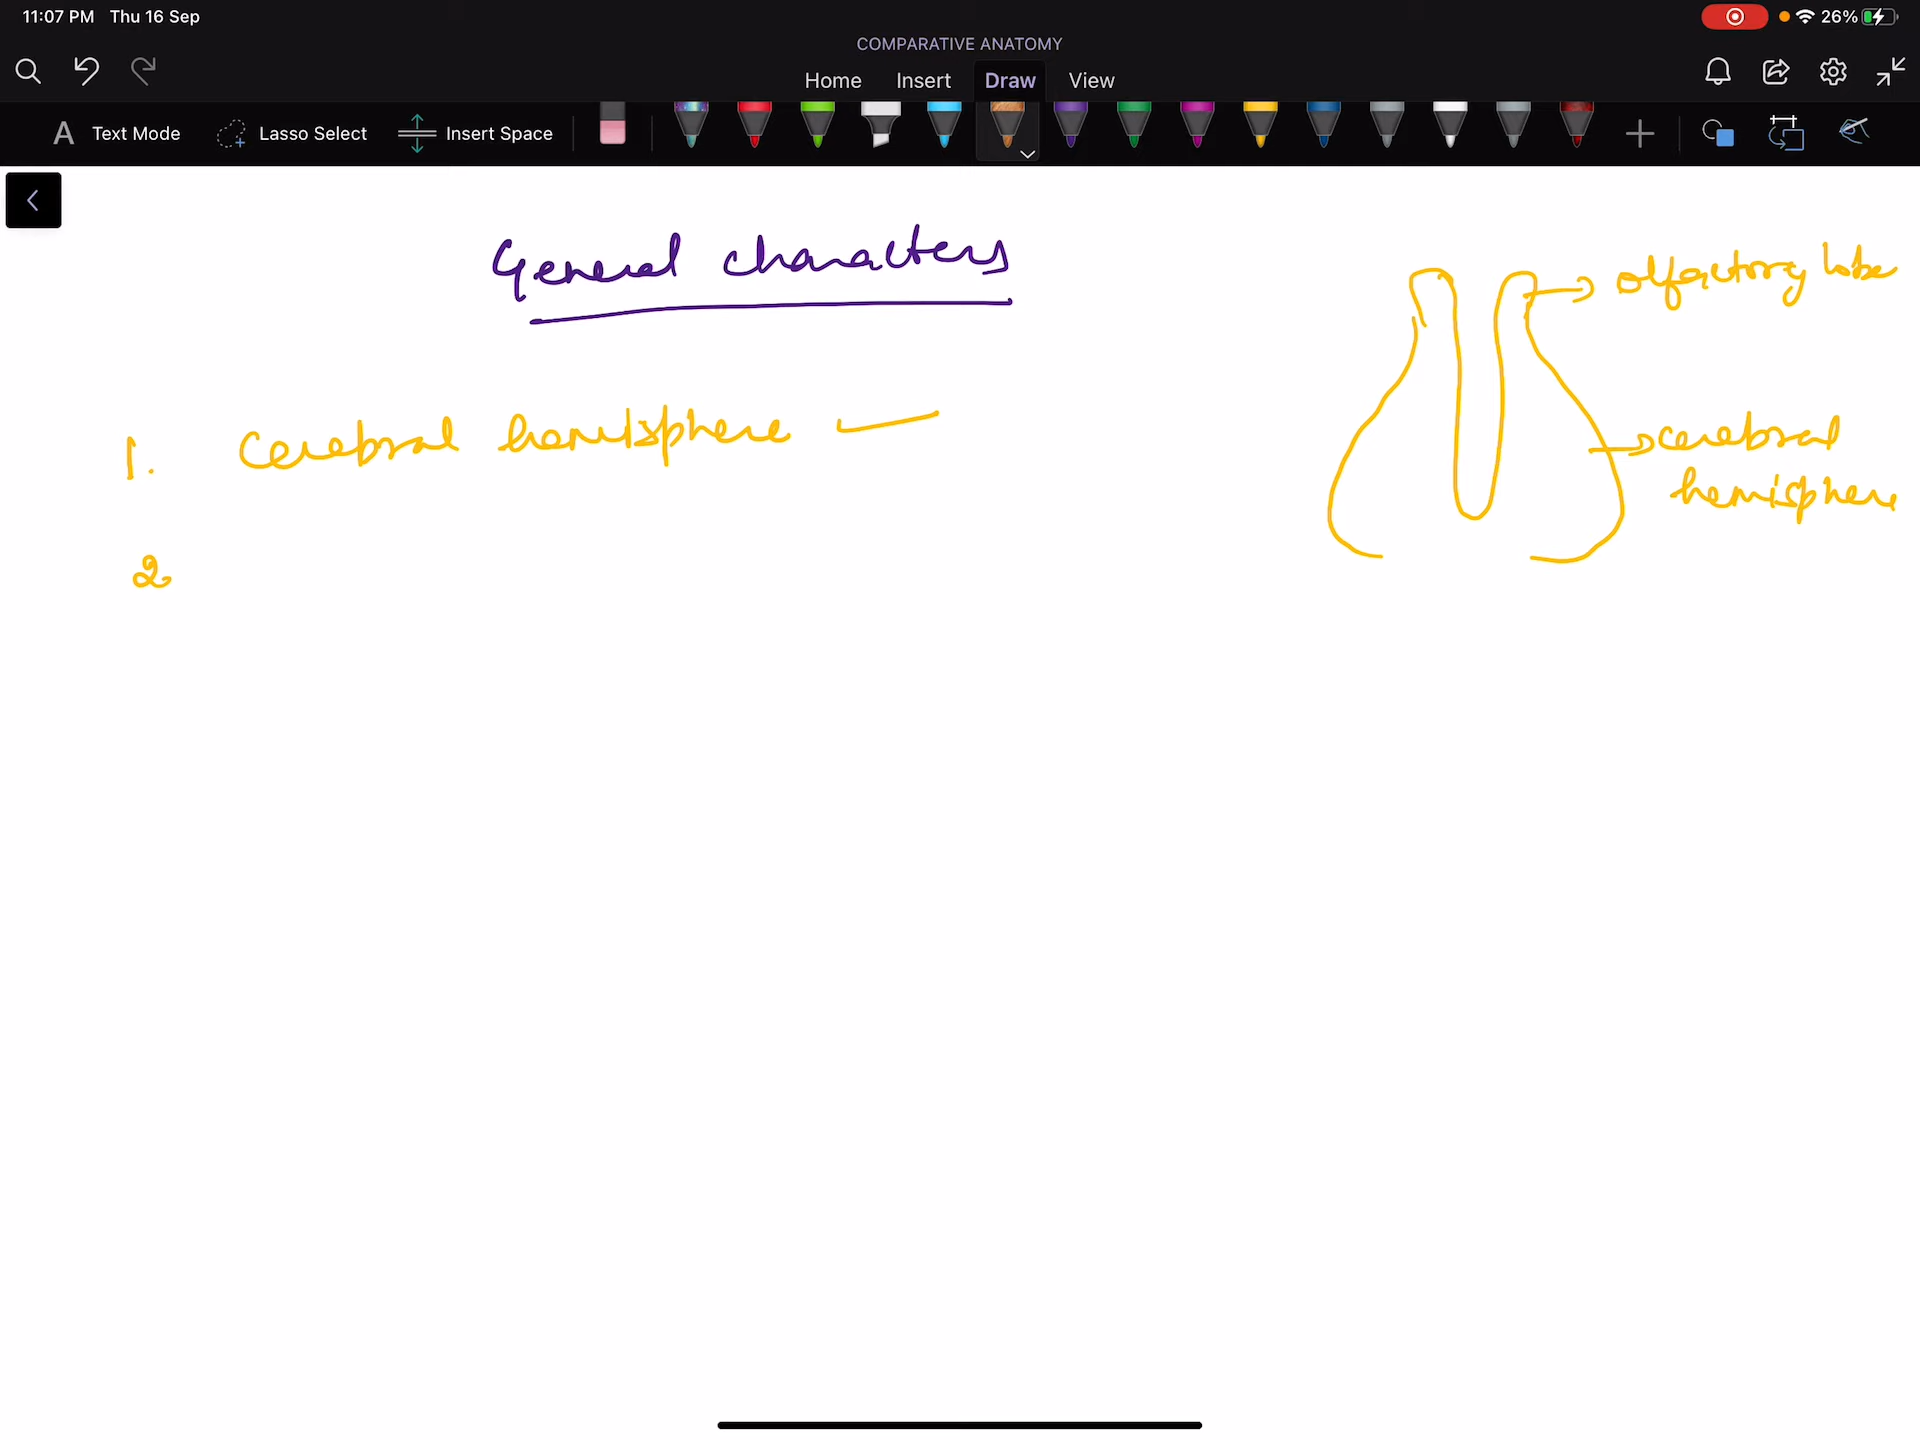 11:07 PM Thu 16 Sep
26%
COMPARATIVE ANATOMY
Home Insert Draw View
A Text Mode Lasso Select Insert Space
General characters
olfactory lobe
1. Cerebral hemisphere
cerebral
hemisphere
2